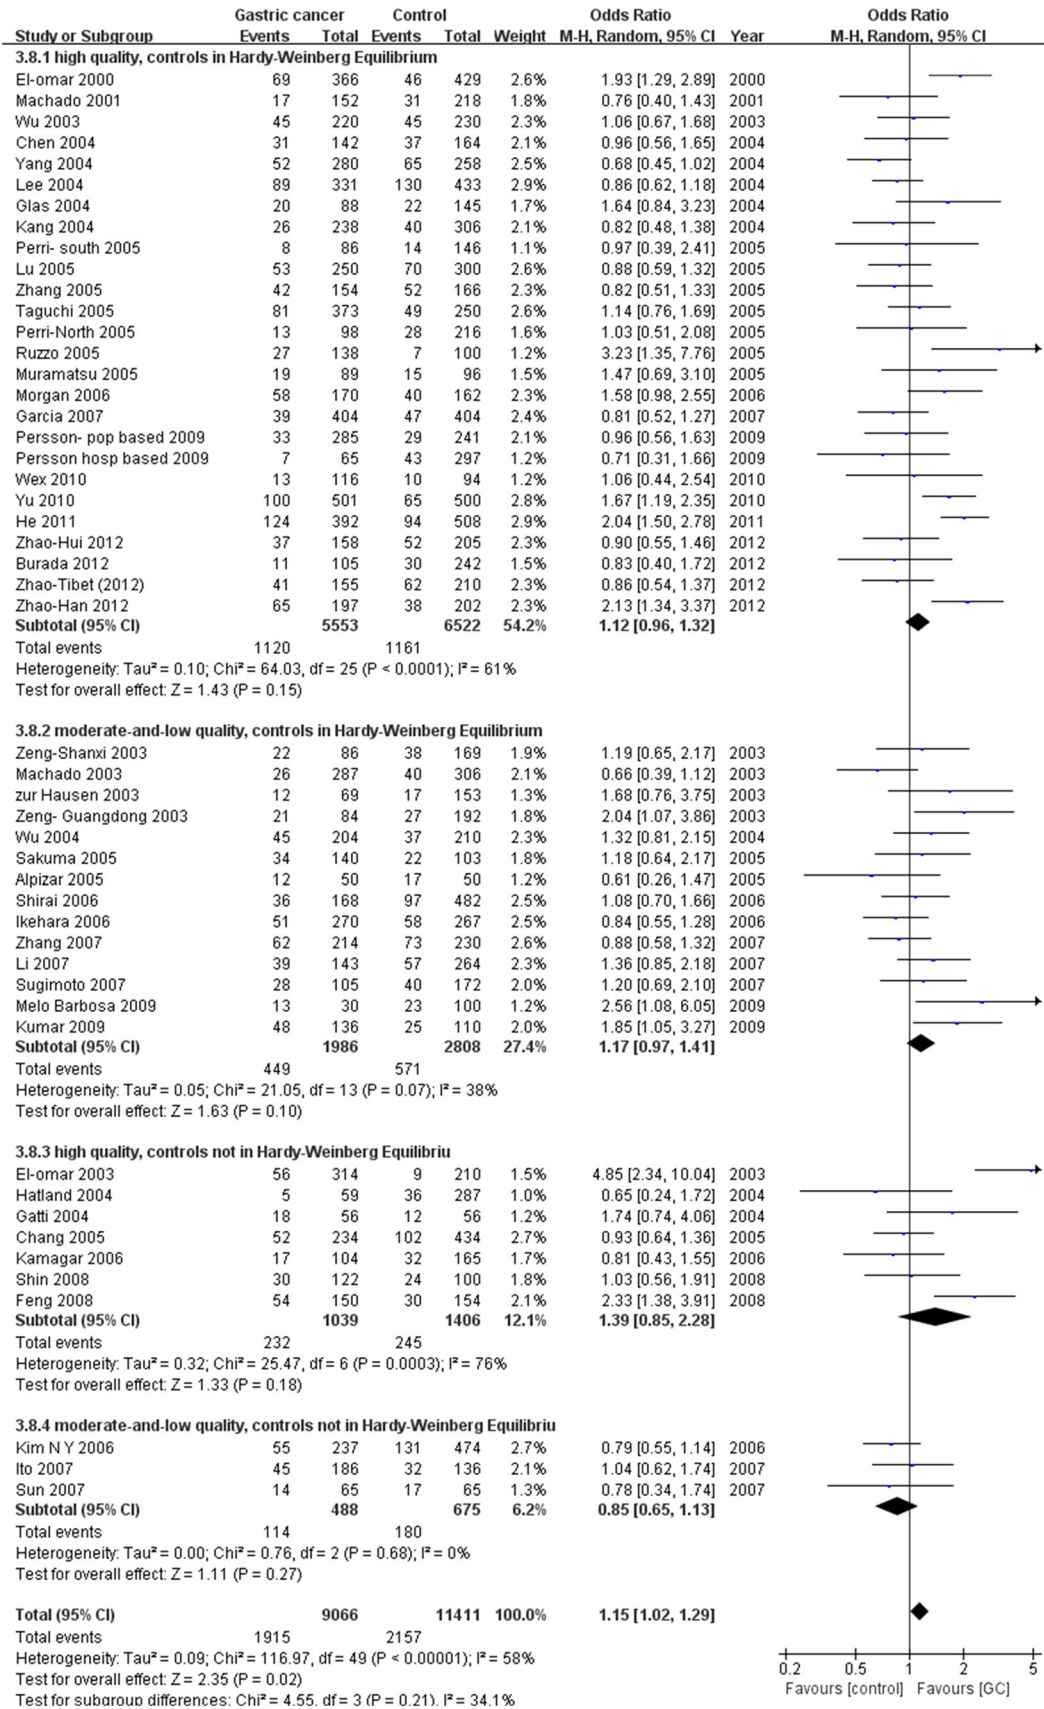 Gastric cancer Control Odds Ratio Odds Ratio
Study or Subgroup Events Total Events Total Weight M-H, Random, 95% CI Year M-H, Random, 95% CI
3.8.1 high quality, controls in Hardy-Weinberg Equilibrium
El-omar 2000 69 366 46 429 2.6% 1.93 [1.29, 2.89] 2000
Machado 2001 17 152 31 218 1.8% 0.76 [0.40, 1.43] 2001
Wu 2003 45 220 45 230 2.3% 1.06 [0.67, 1.68] 2003
Chen 2004 31 142 37 164 2.1% 0.96 [0.56, 1.65] 2004
Yang 2004 52 280 65 258 2.5% 0.68 [0.45, 1.02] 2004
Lee 2004 89 331 130 433 2.9% 0.86 [0.62, 1.18] 2004
Glas 2004 20 88 22 145 1.7% 1.64 [0.84, 3.23] 2004
Kang 2004 26 238 40 306 2.1% 0.82 [0.48, 1.38] 2004
Perri- south 2005 8 86 14 146 1.1% 0.97 [0.39, 2.41] 2005
Lu 2005 53 250 70 300 2.6% 0.88 [0.59, 1.32] 2005
Zhang 2005 42 154 52 166 2.3% 0.82 [0.51, 1.33] 2005
Taguchi 2005 81 373 49 250 2.6% 1.14 [0.76, 1.69] 2005
Perri-North 2005 13 98 28 216 1.6% 1.03 [0.51, 2.08] 2005
Ruzzo 2005 27 138 7 100 1.2% 3.23 [1.35, 7.76] 2005
Muramatsu 2005 19 89 15 96 1.5% 1.47 [0.69, 3.10] 2005
Morgan 2006 58 170 40 162 2.3% 1.58 [0.98, 2.55] 2006
Garcia 2007 39 404 47 404 2.4% 0.81 [0.52, 1.27] 2007
Persson- pop based 2009 33 285 29 241 2.1% 0.96 [0.56, 1.63] 2009
Persson hosp based 2009 7 65 43 297 1.2% 0.71 [0.31, 1.66] 2009
Wex 2010 13 116 10 94 1.2% 1.06 [0.44, 2.54] 2010
Yu 2010 100 501 65 500 2.8% 1.67 [1.19, 2.35] 2010
He 2011 124 392 94 508 2.9% 2.04 [1.50, 2.78] 2011
Zhao-Hui 2012 37 158 52 205 2.3% 0.90 [0.55, 1.46] 2012
Burada 2012 11 105 30 242 1.5% 0.83 [0.40, 1.72] 2012
Zhao-Tibet (2012) 41 155 62 210 2.3% 0.86 [0.54, 1.37] 2012
Zhao-Han 2012 65 197 38 202 2.3% 2.13 [1.34, 3.37] 2012
Subtotal (95% CI) 5553 6522 54.2% 1.12 [0.96, 1.32]
Total events 1120 1161
Heterogeneity: Tau² = 0.10; Chi² = 64.03, df = 25 (P < 0.0001); I² = 61%
Test for overall effect: Z = 1.43 (P = 0.15)
3.8.2 moderate-and-low quality, controls in Hardy-Weinberg Equilibrium
Zeng-Shanxi 2003 22 86 38 169 1.9% 1.19 [0.65, 2.17] 2003
Machado 2003 26 287 40 306 2.1% 0.66 [0.39, 1.12] 2003
zur Hausen 2003 12 69 17 153 1.3% 1.68 [0.76, 3.75] 2003
Zeng- Guangdong 2003 21 84 27 192 1.8% 2.04 [1.07, 3.86] 2003
Wu 2004 45 204 37 210 2.3% 1.32 [0.81, 2.15] 2004
Sakuma 2005 34 140 22 103 1.8% 1.18 [0.64, 2.17] 2005
Alpizar 2005 12 50 17 50 1.2% 0.61 [0.26, 1.47] 2005
Shirai 2006 36 168 97 482 2.5% 1.08 [0.70, 1.66] 2006
Ikehara 2006 51 270 58 267 2.5% 0.84 [0.55, 1.28] 2006
Zhang 2007 62 214 73 230 2.6% 0.88 [0.58, 1.32] 2007
Li 2007 39 143 57 264 2.3% 1.36 [0.85, 2.18] 2007
Sugimoto 2007 28 105 40 172 2.0% 1.20 [0.69, 2.10] 2007
Melo Barbosa 2009 13 30 23 100 1.2% 2.56 [1.08, 6.05] 2009
Kumar 2009 48 136 25 110 2.0% 1.85 [1.05, 3.27] 2009
Subtotal (95% CI) 1986 2808 27.4% 1.17 [0.97, 1.41]
Total events 449 571
Heterogeneity: Tau² = 0.05; Chi² = 21.05, df = 13 (P = 0.07); I² = 38%
Test for overall effect: Z = 1.63 (P = 0.10)
3.8.3 high quality, controls not in Hardy-Weinberg Equilibriu
El-omar 2003 56 314 9 210 1.5% 4.85 [2.34, 10.04] 2003
Hatland 2004 5 59 36 287 1.0% 0.65 [0.24, 1.72] 2004
Gatti 2004 18 56 12 56 1.2% 1.74 [0.74, 4.06] 2004
Chang 2005 52 234 102 434 2.7% 0.93 [0.64, 1.36] 2005
Kamagar 2006 17 104 32 165 1.7% 0.81 [0.43, 1.55] 2006
Shin 2008 30 122 24 100 1.8% 1.03 [0.56, 1.91] 2008
Feng 2008 54 150 30 154 2.1% 2.33 [1.38, 3.91] 2008
Subtotal (95% CI) 1039 1406 12.1% 1.39 [0.85, 2.28]
Total events 232 245
Heterogeneity: Tau² = 0.32; Chi² = 25.47, df = 6 (P = 0.0003); I² = 76%
Test for overall effect: Z = 1.33 (P = 0.18)
3.8.4 moderate-and-low quality, controls not in Hardy-Weinberg Equilibriu
Kim N Y 2006 55 237 131 474 2.7% 0.79 [0.55, 1.14] 2006
Ito 2007 45 186 32 136 2.1% 1.04 [0.62, 1.74] 2007
Sun 2007 14 65 17 65 1.3% 0.78 [0.34, 1.74] 2007
Subtotal (95% CI) 488 675 6.2% 0.85 [0.65, 1.13]
Total events 114 180
Heterogeneity: Tau² = 0.00; Chi² = 0.76, df = 2 (P = 0.68); I² = 0%
Test for overall effect: Z = 1.11 (P = 0.27)
Total (95% CI) 9066 11411 100.0% 1.15 [1.02, 1.29]
Total events 1915 2157
Heterogeneity: Tau² = 0.09; Chi² = 116.97, df = 49 (P < 0.00001); I² = 58%
Test for overall effect: Z = 2.35 (P = 0.02)
Test for subgroup differences: Chi² = 4.55, df = 3 (P = 0.21), I² = 34.1%
0.2 0.5 1 2 5
Favours [control] Favours [GC]